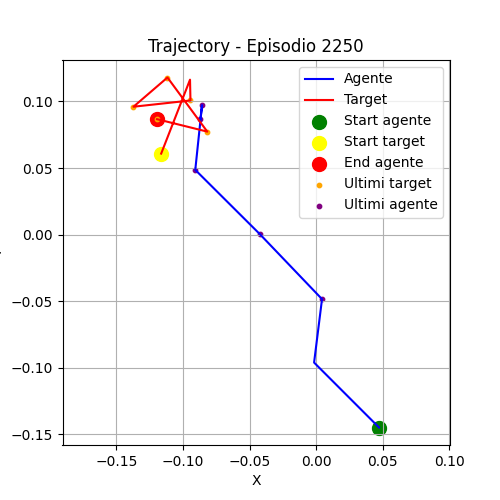 Trajectory - Episodio 2250
Agente
Target
Start agente
Start target
End agente
Ultimi target
Ultimi agente
0.10
0.05
0.00
−0.05
−0.10
−0.15
−0.15 −0.10 −0.05 0.00 0.05 0.10
X